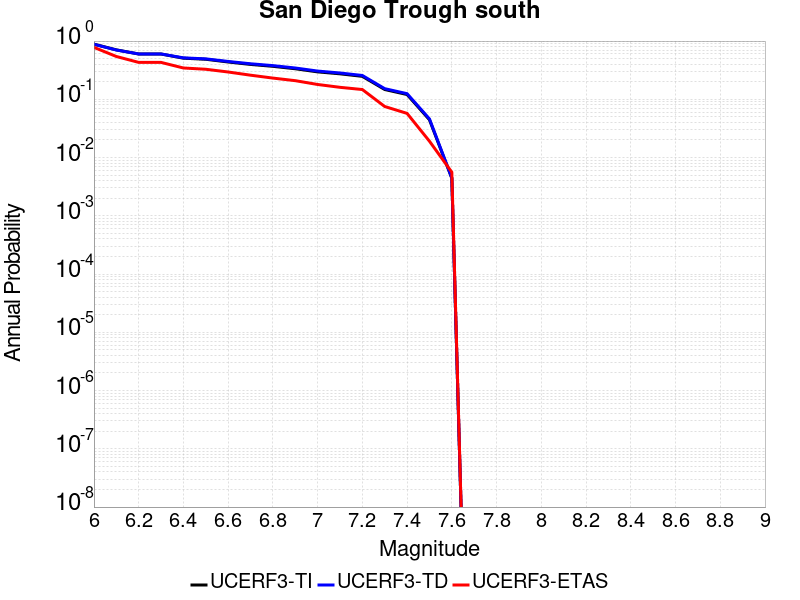 San Diego Trough south
Annual Probability
10^0
10^-1
10^-2
10^-3
10^-4
10^-5
10^-6
10^-7
10^-8
6 6.2 6.4 6.6 6.8 7 7.2 7.4 7.6 7.8 8 8.2 8.4 8.6 8.8 9
Magnitude
UCERF3-TI UCERF3-TD UCERF3-ETAS